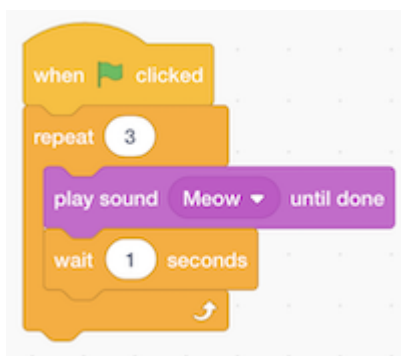 when clicked
repeat 3
play sound Meow until done
wait 1 seconds